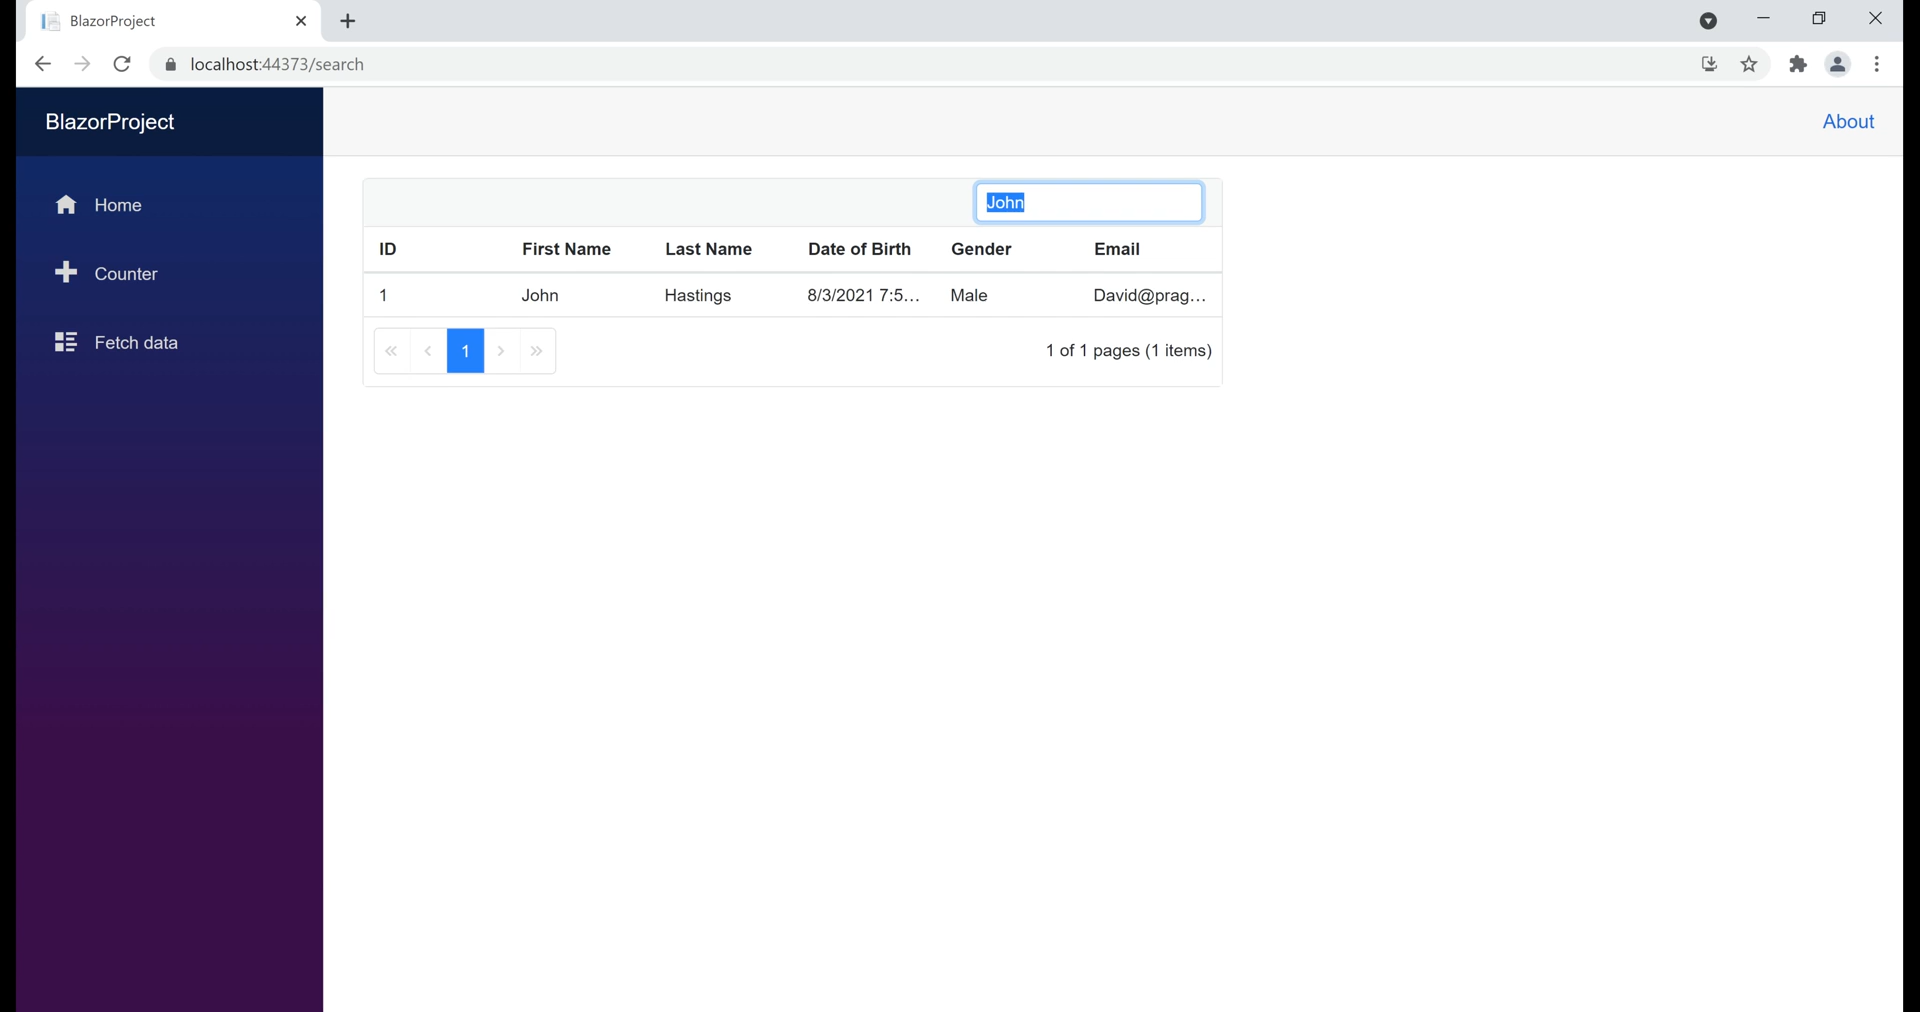 BlazorProject
localhost:44373/search
BlazorProject
About
Home
Counter
Fetch data
John
ID First Name Last Name Date of Birth Gender Email
1 John Hastings 8/3/2021 7:5... Male David@prag...
« ‹ 1 › »
1 of 1 pages (1 items)